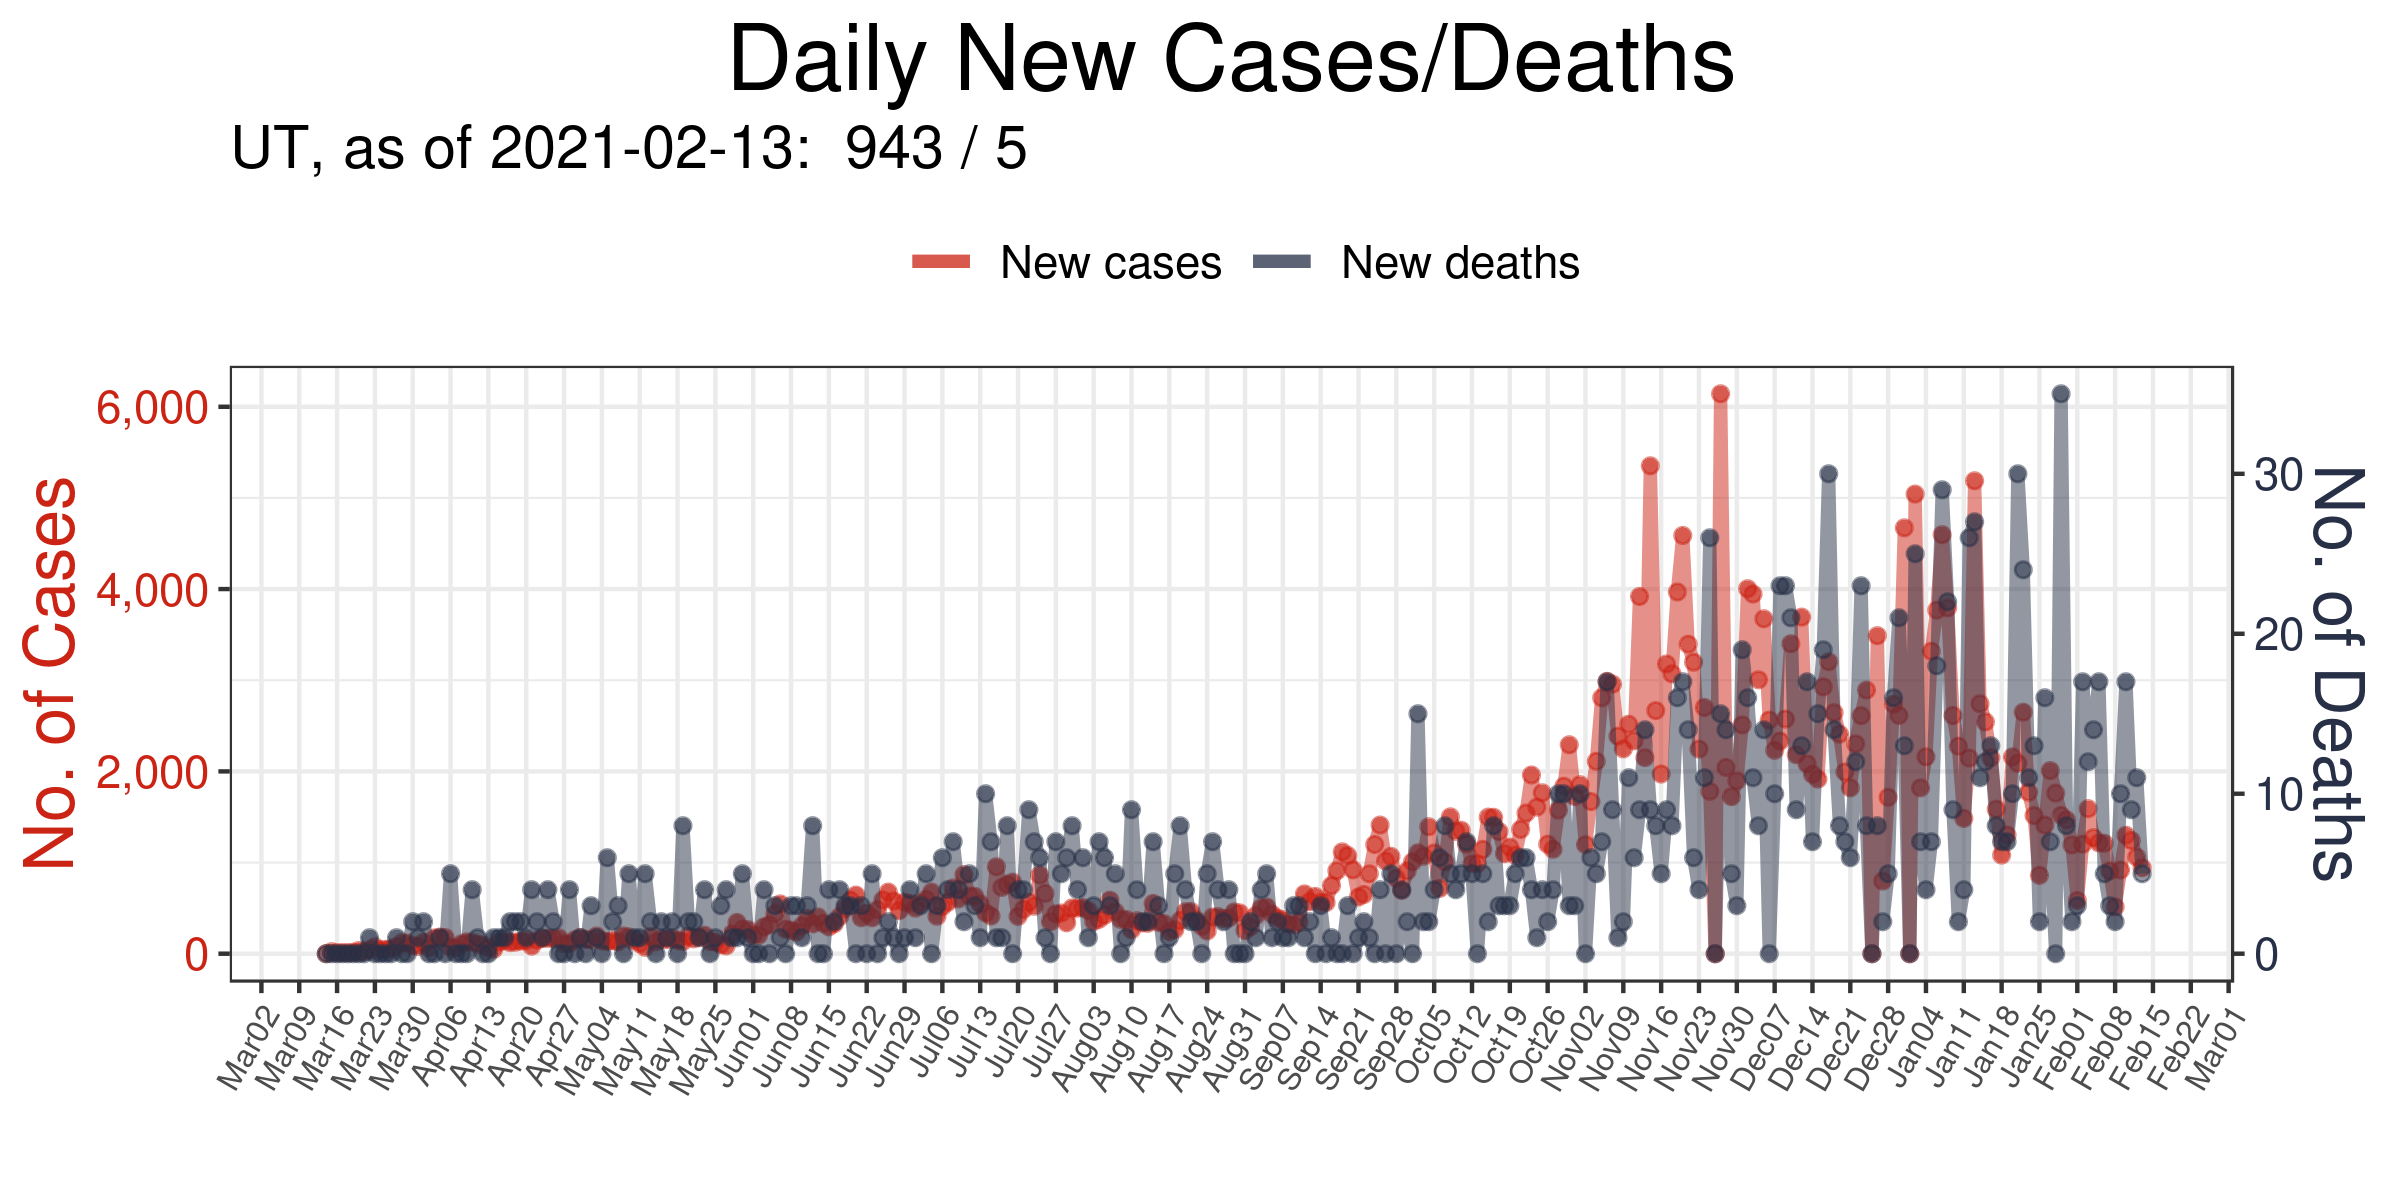 Daily New Cases/Deaths
UT, as of 2021-02-13:  943 / 5
New cases New deaths
No. of Cases
6,000
4,000
2,000
0
No. of Deaths
30
20
10
0
Mar02 Mar09 Mar16 Mar23 Mar30 Apr06 Apr13 Apr20 Apr27 May04 May11 May18 May25 Jun01 Jun08 Jun15 Jun22 Jun29 Jul06 Jul13 Jul20 Jul27 Aug03 Aug10 Aug17 Aug24 Aug31 Sep07 Sep14 Sep21 Sep28 Oct05 Oct12 Oct19 Oct26 Nov02 Nov09 Nov16 Nov23 Nov30 Dec07 Dec14 Dec21 Dec28 Jan04 Jan11 Jan18 Jan25 Feb01 Feb08 Feb15 Feb22 Mar01